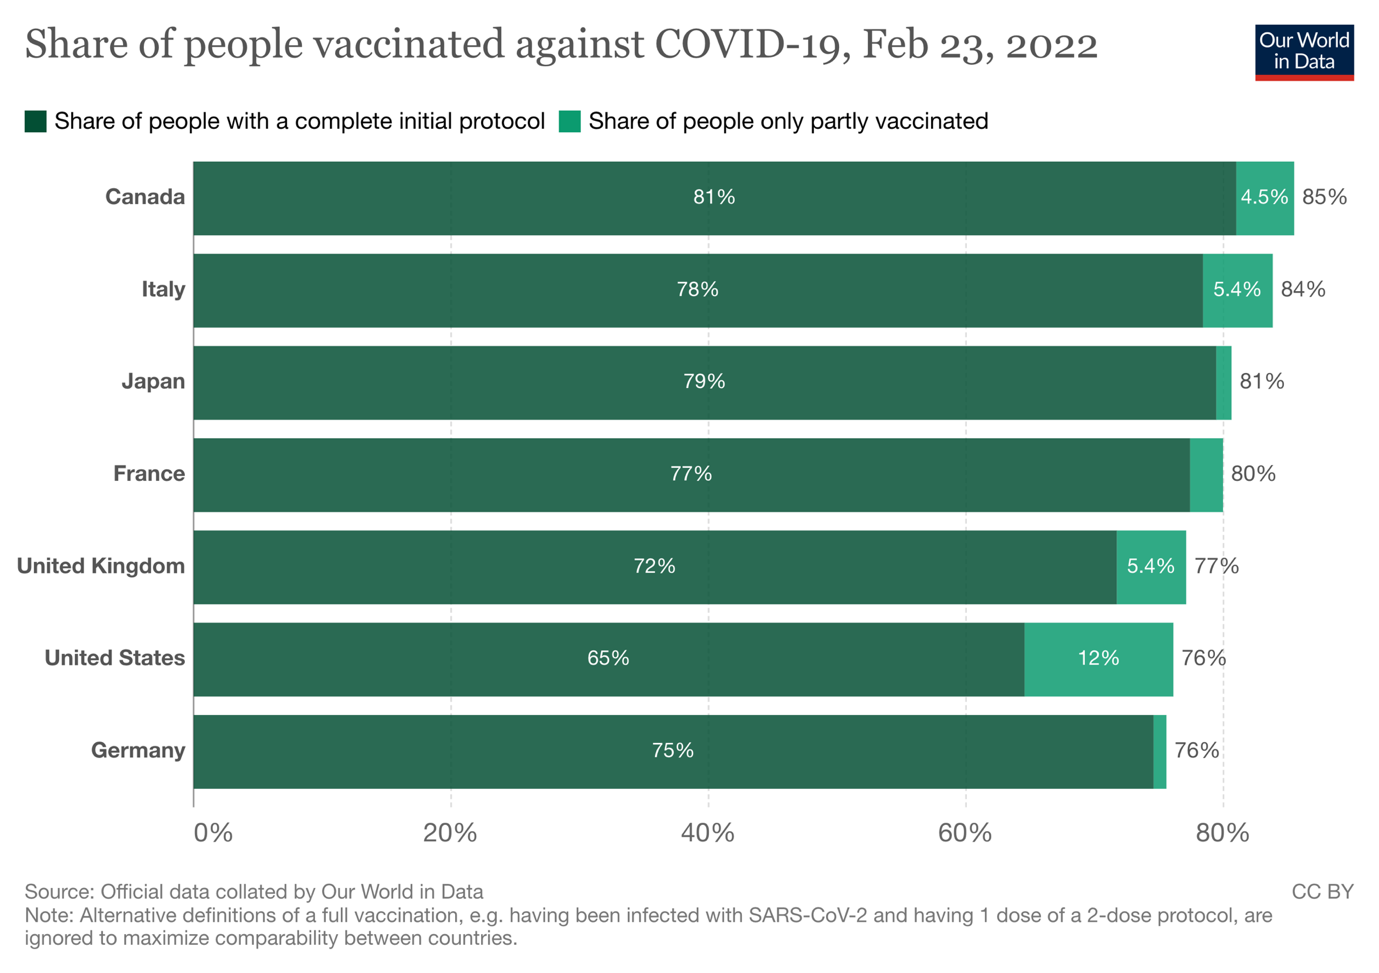 Share of people vaccinated against COVID-19, Feb 23, 2022
Our World
in Data
Share of people with a complete initial protocol
Share of people only partly vaccinated
Canada 81% 4.5% 85%
Italy 78% 5.4% 84%
Japan 79% 81%
France 77% 80%
United Kingdom 72% 5.4% 77%
United States 65% 12% 76%
Germany 75% 76%
0% 20% 40% 60% 80%
Source: Official data collated by Our World in Data
CC BY
Note: Alternative definitions of a full vaccination, e.g. having been infected with SARS-CoV-2 and having 1 dose of a 2-dose protocol, are
ignored to maximize comparability between countries.